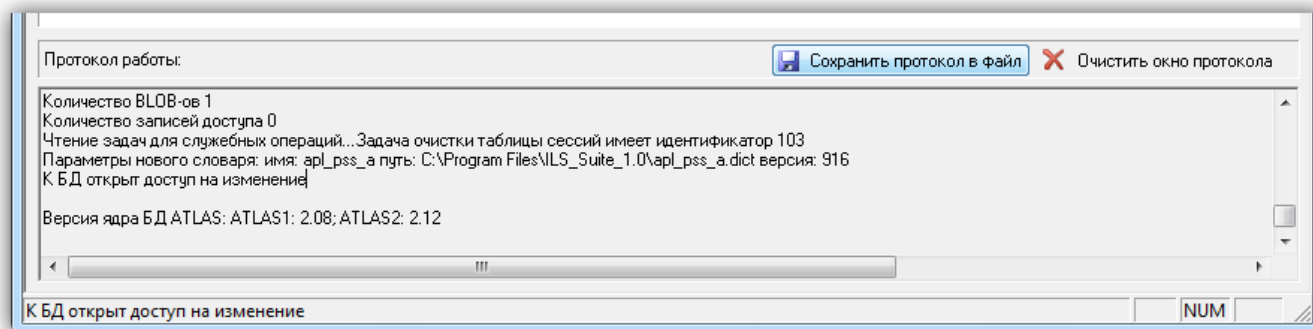 Протокол работы:
Сохранить протокол в файл
Очистить окно протокола
Количество BLOB-ов 1
Количество записей доступа 0
Чтение задач для служебных операций...Задача очистки таблицы сессий имеет идентификатор 103
Параметры нового словаря: имя: apl_pss_a путь: C:\Program Files\ILS_Suite_1.0\apl_pss_a.dict версия: 916
К БД открыт доступ на изменение
Версия ядра БД ATLAS: ATLAS1: 2.08; ATLAS2: 2.12
К БД открыт доступ на изменение
NUM